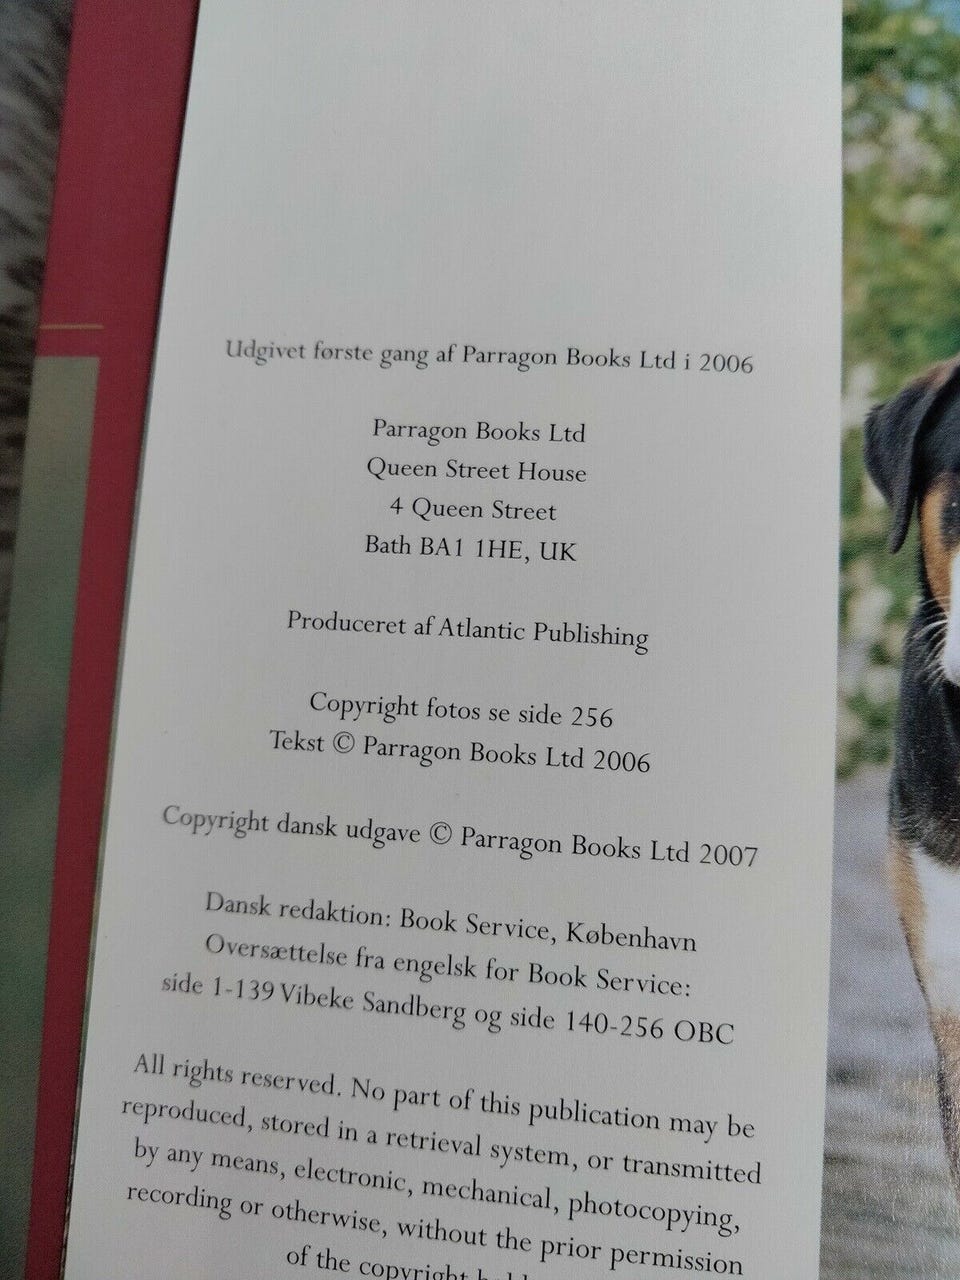 Udgivet første gang af Parragon Books Ltd i 2006
Parragon Books Ltd
Queen Street House
4 Queen Street
Bath BA1 1HE, UK
Produceret af Atlantic Publishing
Copyright fotos se side 256
Tekst © Parragon Books Ltd 2006
Copyright dansk udgave © Parragon Books Ltd 2007
Dansk redaktion: Book Service, København
Oversættelse fra engelsk for Book Service:
side 1-139 Vibeke Sandberg og side 140-256 OBC
All rights reserved. No part of this publication may be
reproduced, stored in a retrieval system, or transmitted
by any means, electronic, mechanical, photocopying,
recording or otherwise, without the prior permission
of the copyright